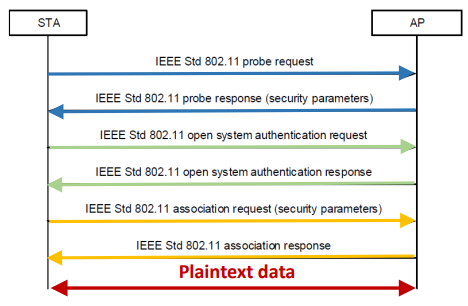 STA AP
IEEE Std 802.11 probe request
IEEE Std 802.11 probe response (security parameters)
IEEE Std 802.11 open system authentication request
IEEE Std 802.11 open system authentication response
IEEE Std 802.11 association request (security parameters)
IEEE Std 802.11 association response
Plaintext data